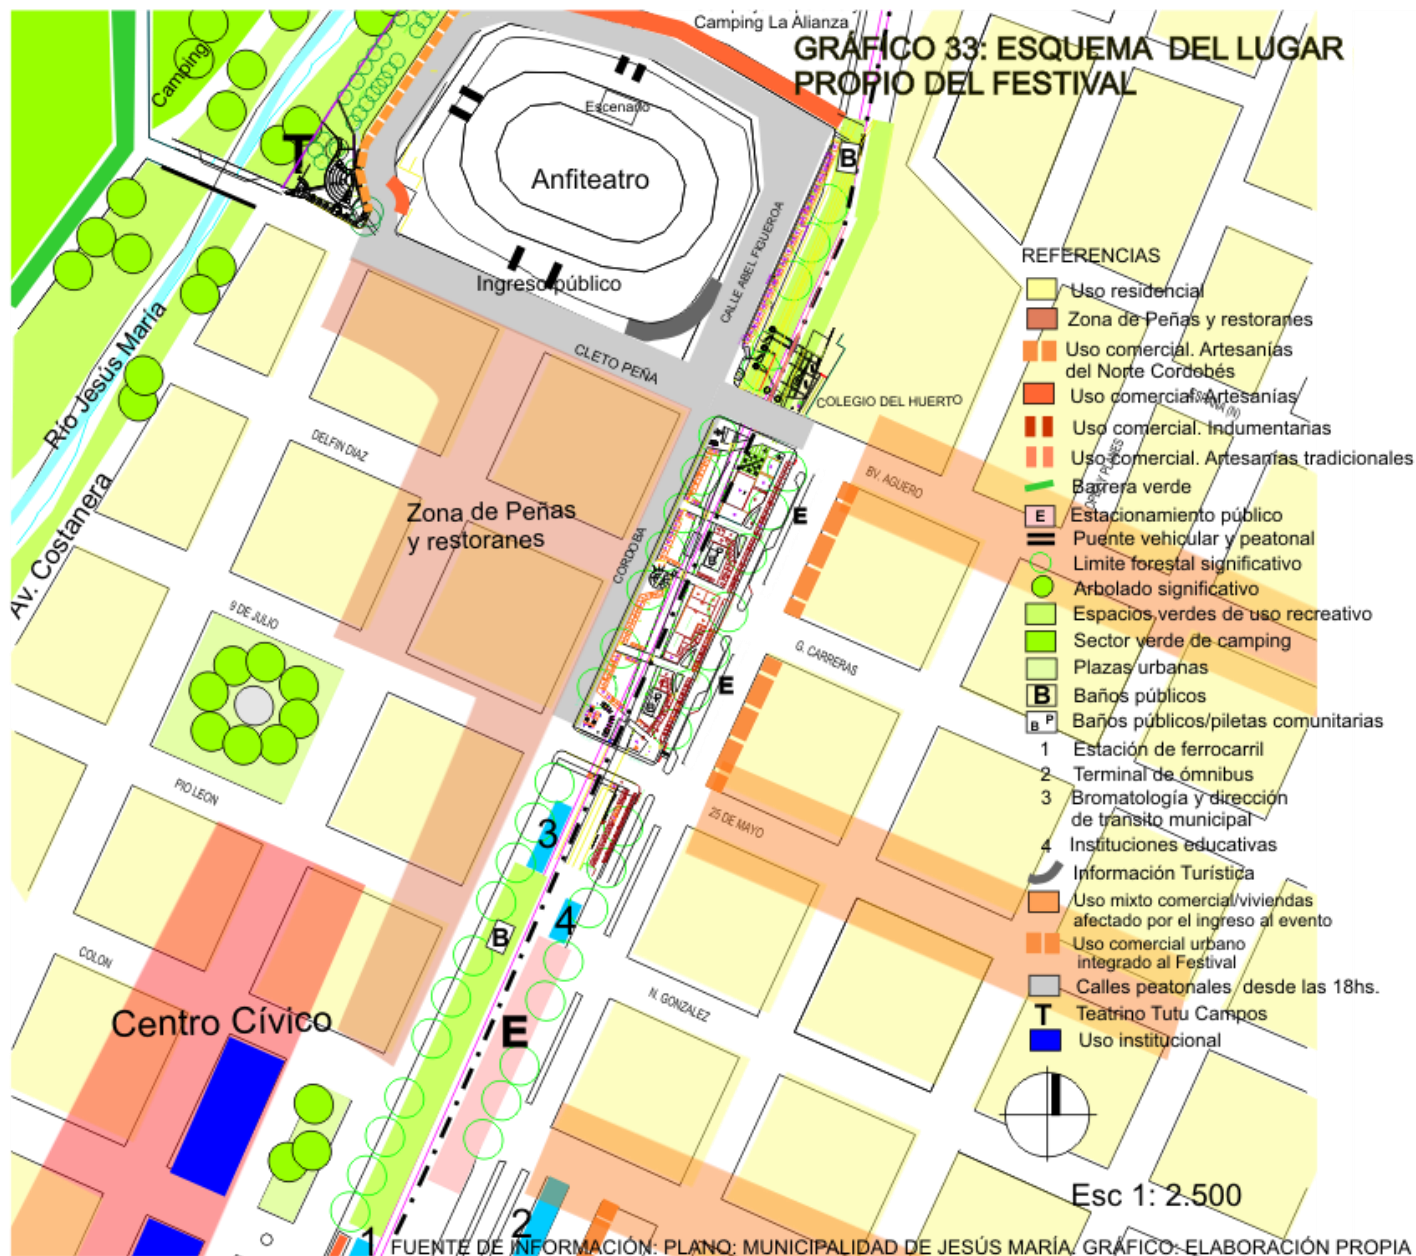 Camping La Alianza
GRÁFICO 33: ESQUEMA DEL LUGAR
PROPIO DEL FESTIVAL
Camping
Escenario
T
B
Anfiteatro
CALLE ABEL FIGUEROA
Ingreso público
Río Jesus María
Av. Costanera
CLETO PEÑA
COLEGIO DEL HUERTO
DELFIN DIAZ
BV. AGUERO
Zona de Peñas
y restoranes
CORDOBA
E
9 DE JULIO
G. CARRERAS
E
PIO LEON
25 DE MAYO
3
4
B
COLON
N. GONZALEZ
Centro Cívico
E
1
2
REFERENCIAS
Uso residencial
Zona de Peñas y restoranes
Uso comercial. Artesanías
del Norte Cordobés
Uso comercial. Artesanías
ESPAÑA (N)
Uso comercial. Indumentarias
Uso comercial. Artesanías tradicionales
Barrera verde
E Estacionamiento público
Puente vehicular y peatonal
Limite forestal significativo
Arbolado significativo
Espacios verdes de uso recreativo
Sector verde de camping
Plazas urbanas
B Baños públicos
B P Baños públicos/piletas comunitarias
1 Estación de ferrocarril
2 Terminal de ómnibus
3 Bromatología y dirección
de transito municipal
4 Instituciones educativas
Información Turística
Uso mixto comercial/viviendas
afectado por el ingreso al evento
Uso comercial urbano
integrado al Festival
Calles peatonales desde las 18hs.
T Teatrino Tutu Campos
Uso institucional
Esc 1: 2.500
FUENTE DE INFORMACIÓN: PLANO: MUNICIPALIDAD DE JESÚS MARÍA. GRÁFICO: ELABORACIÓN PROPIA